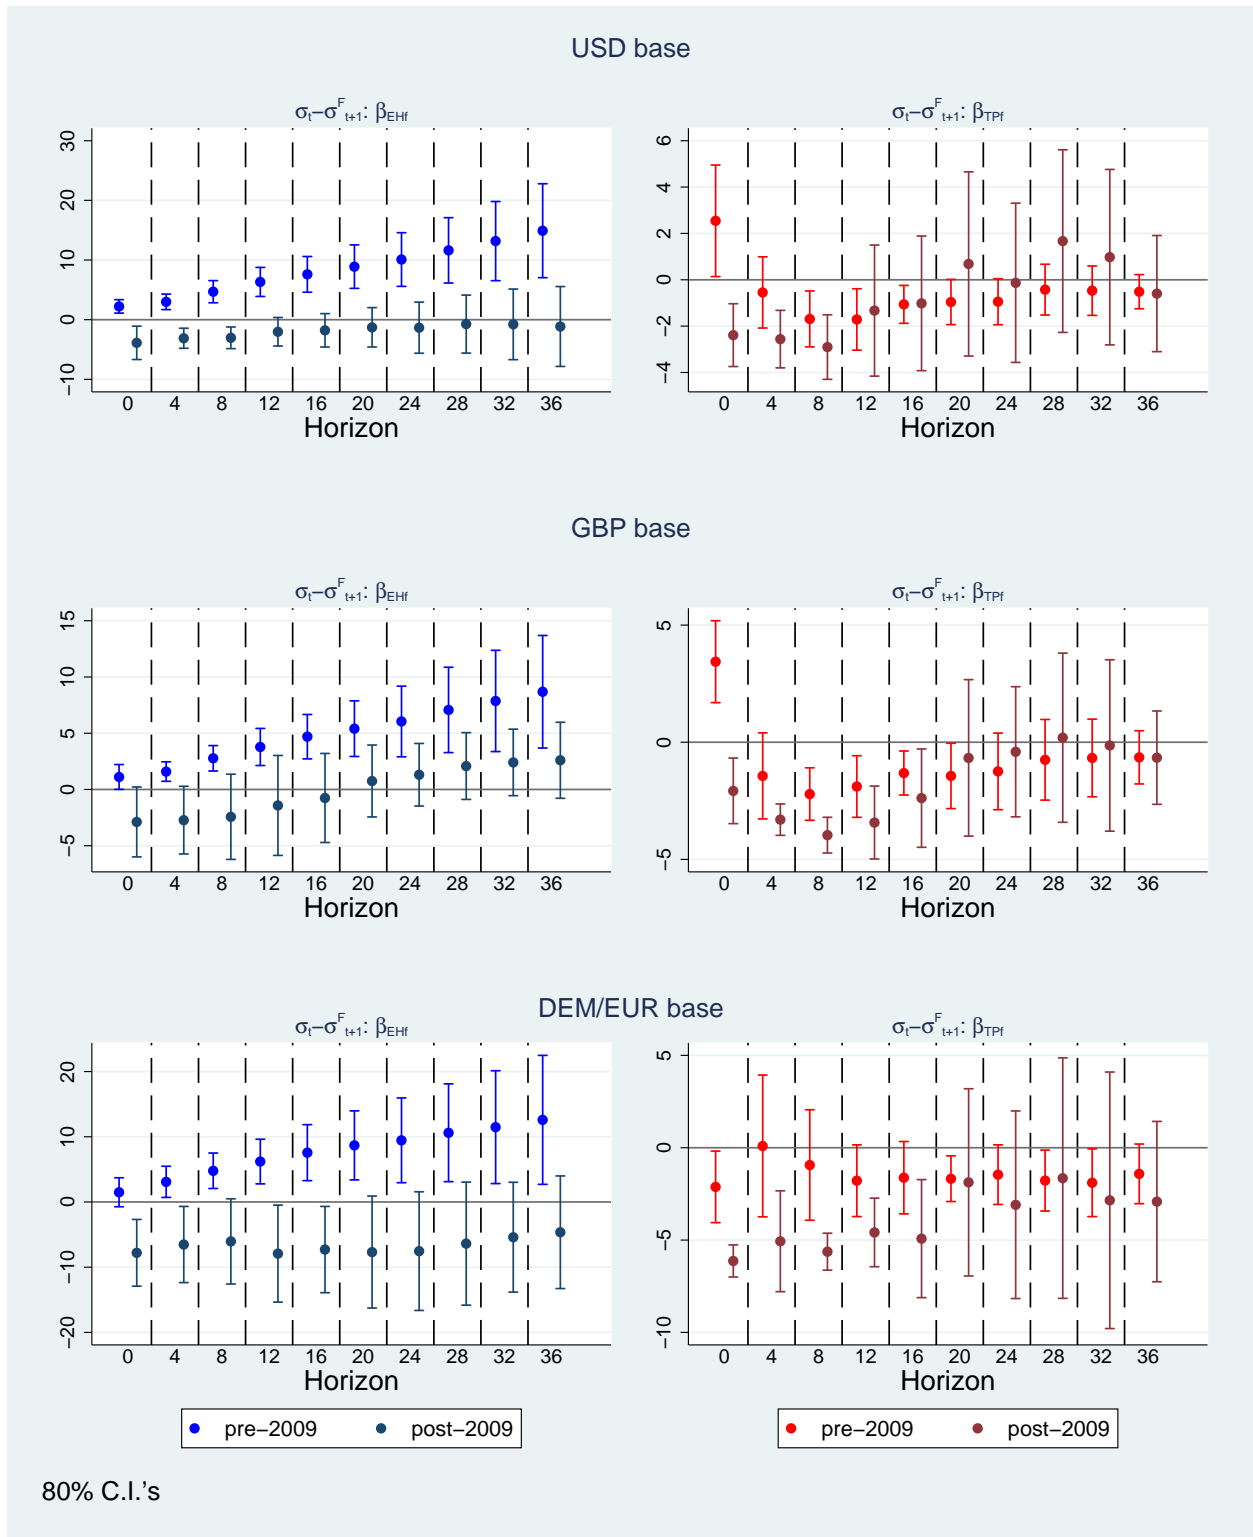 USD base
σt−σFt+1: βEHf
30
20
10
0
−10
0 4 8 12 16 20 24 28 32 36
Horizon
σt−σFt+1: βTPf
6
4
2
0
−2
−4
0 4 8 12 16 20 24 28 32 36
Horizon
GBP base
σt−σFt+1: βEHf
15
10
5
0
−5
0 4 8 12 16 20 24 28 32 36
Horizon
σt−σFt+1: βTPf
5
0
−5
0 4 8 12 16 20 24 28 32 36
Horizon
DEM/EUR base
σt−σFt+1: βEHf
20
10
0
−10
−20
0 4 8 12 16 20 24 28 32 36
Horizon
pre−2009 post−2009
σt−σFt+1: βTPf
5
0
−5
−10
0 4 8 12 16 20 24 28 32 36
Horizon
pre−2009 post−2009
80% C.I.'s